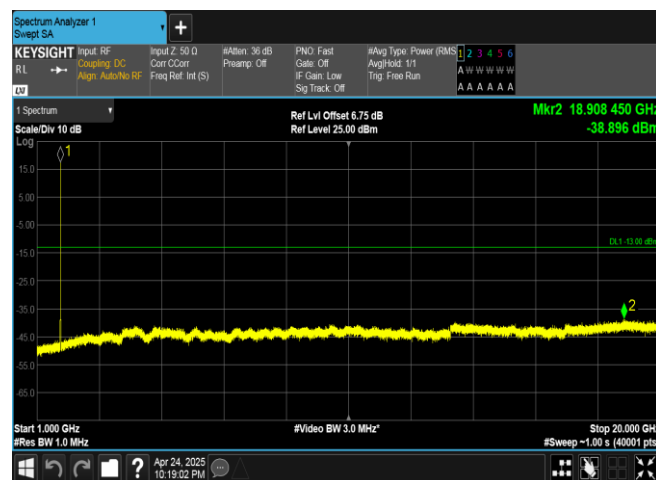 Spectrum Analyzer 1
Swept SA
+
KEYSIGHT Input: RF Input Z: 50 Ω #Atten: 36 dB PNO: Fast #Avg Type: Power (RMS 1 2 3 4 5 6
RL Coupling: DC Corr CCorr Preamp: Off Gate: Off Avg|Hold: 1/1 A W W W W W
Align: Auto/No RF Freq Ref: Int (S) IF Gain: Low Trig: Free Run
LXI Sig Track: Off A A A A A A
1 Spectrum Ref Lvl Offset 6.75 dB Mkr2 18.908 450 GHz
Scale/Div 10 dB Ref Level 25.00 dBm -38.896 dBm
Log
1
15.0
5.00
-5.00
DL1 -13.00 dBm
-15.0
-25.0
2
-35.0
-45.0
-55.0
-65.0
Start 1.000 GHz #Video BW 3.0 MHz* Stop 20.000 GHz
#Res BW 1.0 MHz #Sweep ~1.00 s (40001 pts
? Apr 24, 2025
10:19:02 PM